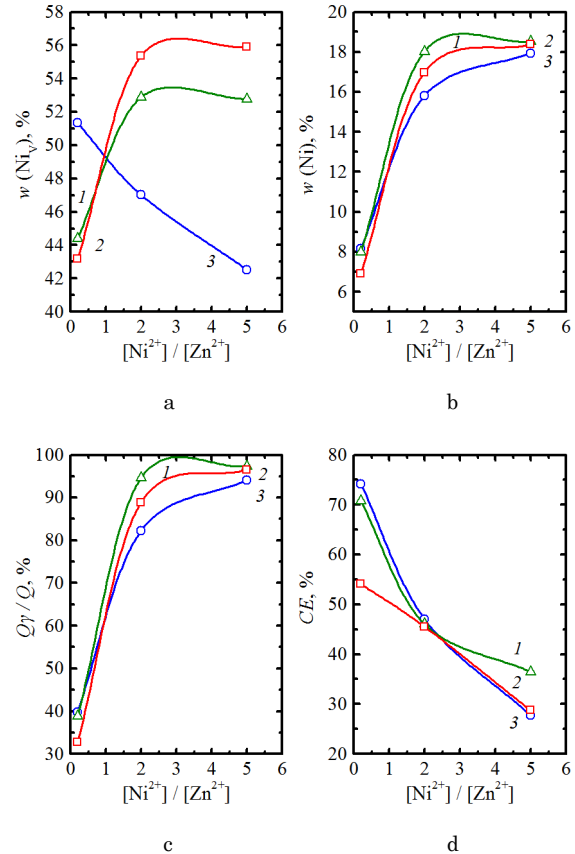 w (Ni_v), %
58
56
54
52
50
48
46
44
42
40
1
2
3
0 1 2 3 4 5 6
[Ni²⁺] / [Zn²⁺]
a
w (Ni), %
20
18
16
14
12
10
8
6
1
2
3
0 1 2 3 4 5 6
[Ni²⁺] / [Zn²⁺]
b
Qγ / Q, %
100
90
80
70
60
50
40
30
1
2
3
0 1 2 3 4 5 6
[Ni²⁺] / [Zn²⁺]
c
CE, %
80
70
60
50
40
30
20
1
2
3
0 1 2 3 4 5 6
[Ni²⁺] / [Zn²⁺]
d